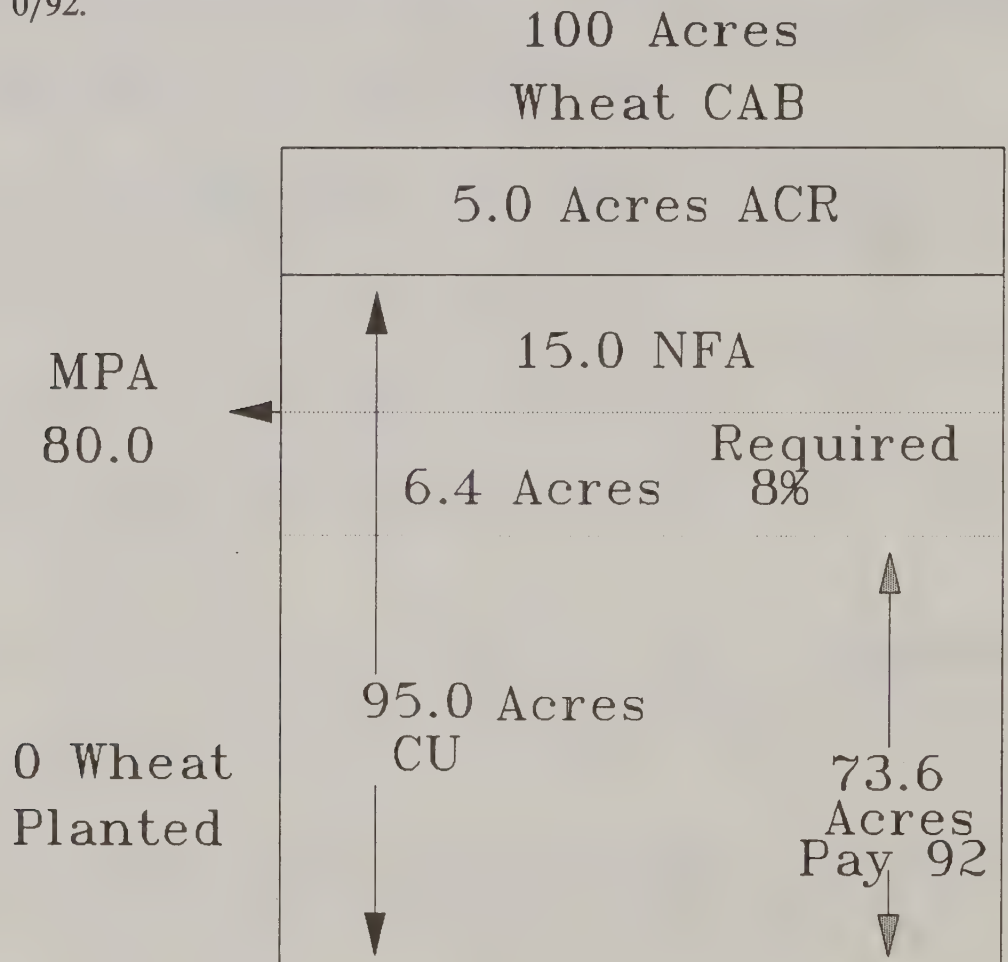 0/92.
100 Acres
Wheat CAB
5.0 Acres ACR
15.0 NFA
MPA
80.0
Required
6.4 Acres 8%
95.0 Acres
CU
0 Wheat
Planted
73.6
Acres
Pay 92